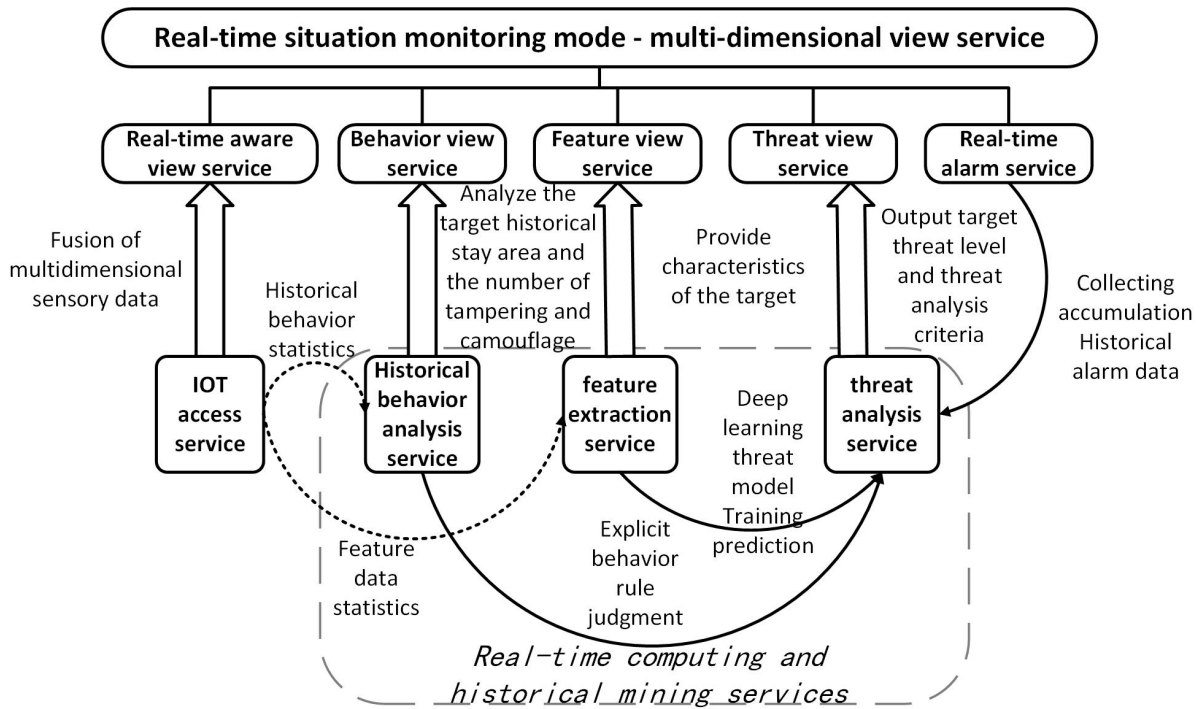 Real-time situation monitoring mode - multi-dimensional view service
Real-time aware
view service
Behavior view
service
Feature view
service
Threat view
service
Real-time
alarm service
Fusion of
multidimensional
sensory data
Historical
behavior
statistics
Analyze the
target historical
stay area and
the number of
tampering and
camouflage
Provide
characteristics
of the target
Output target
threat level
and threat
analysis
criteria
Collecting
accumulation
Historical
alarm data
IOT
access
service
Historical
behavior
analysis
service
feature
extraction
service
threat
analysis
service
Deep
learning
threat
model
Training
prediction
Feature
data
statistics
Explicit
behavior
rule
judgment
Real-time computing and
historical mining services